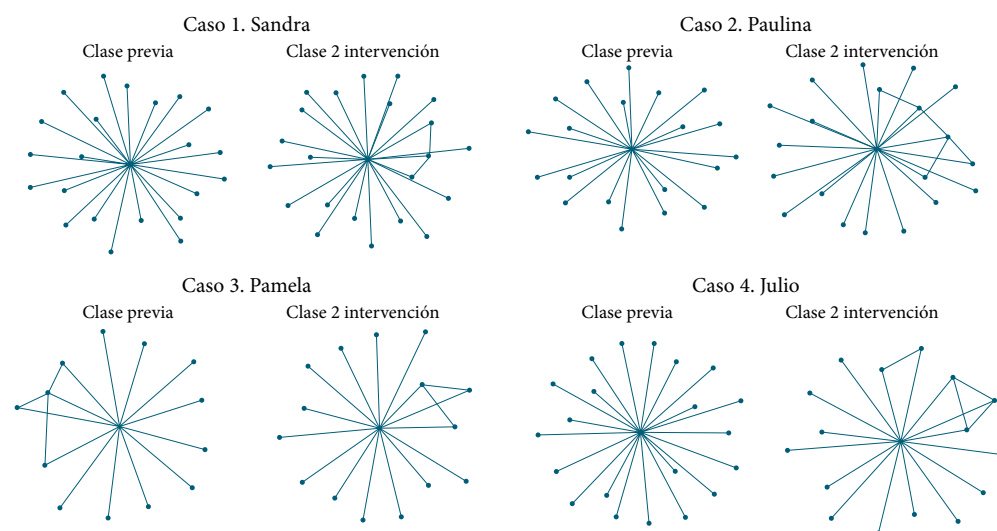 Caso 1. Sandra
Clase previa
Clase 2 intervención
Caso 2. Paulina
Clase previa
Clase 2 intervención
Caso 3. Pamela
Clase previa
Clase 2 intervención
Caso 4. Julio
Clase previa
Clase 2 intervención